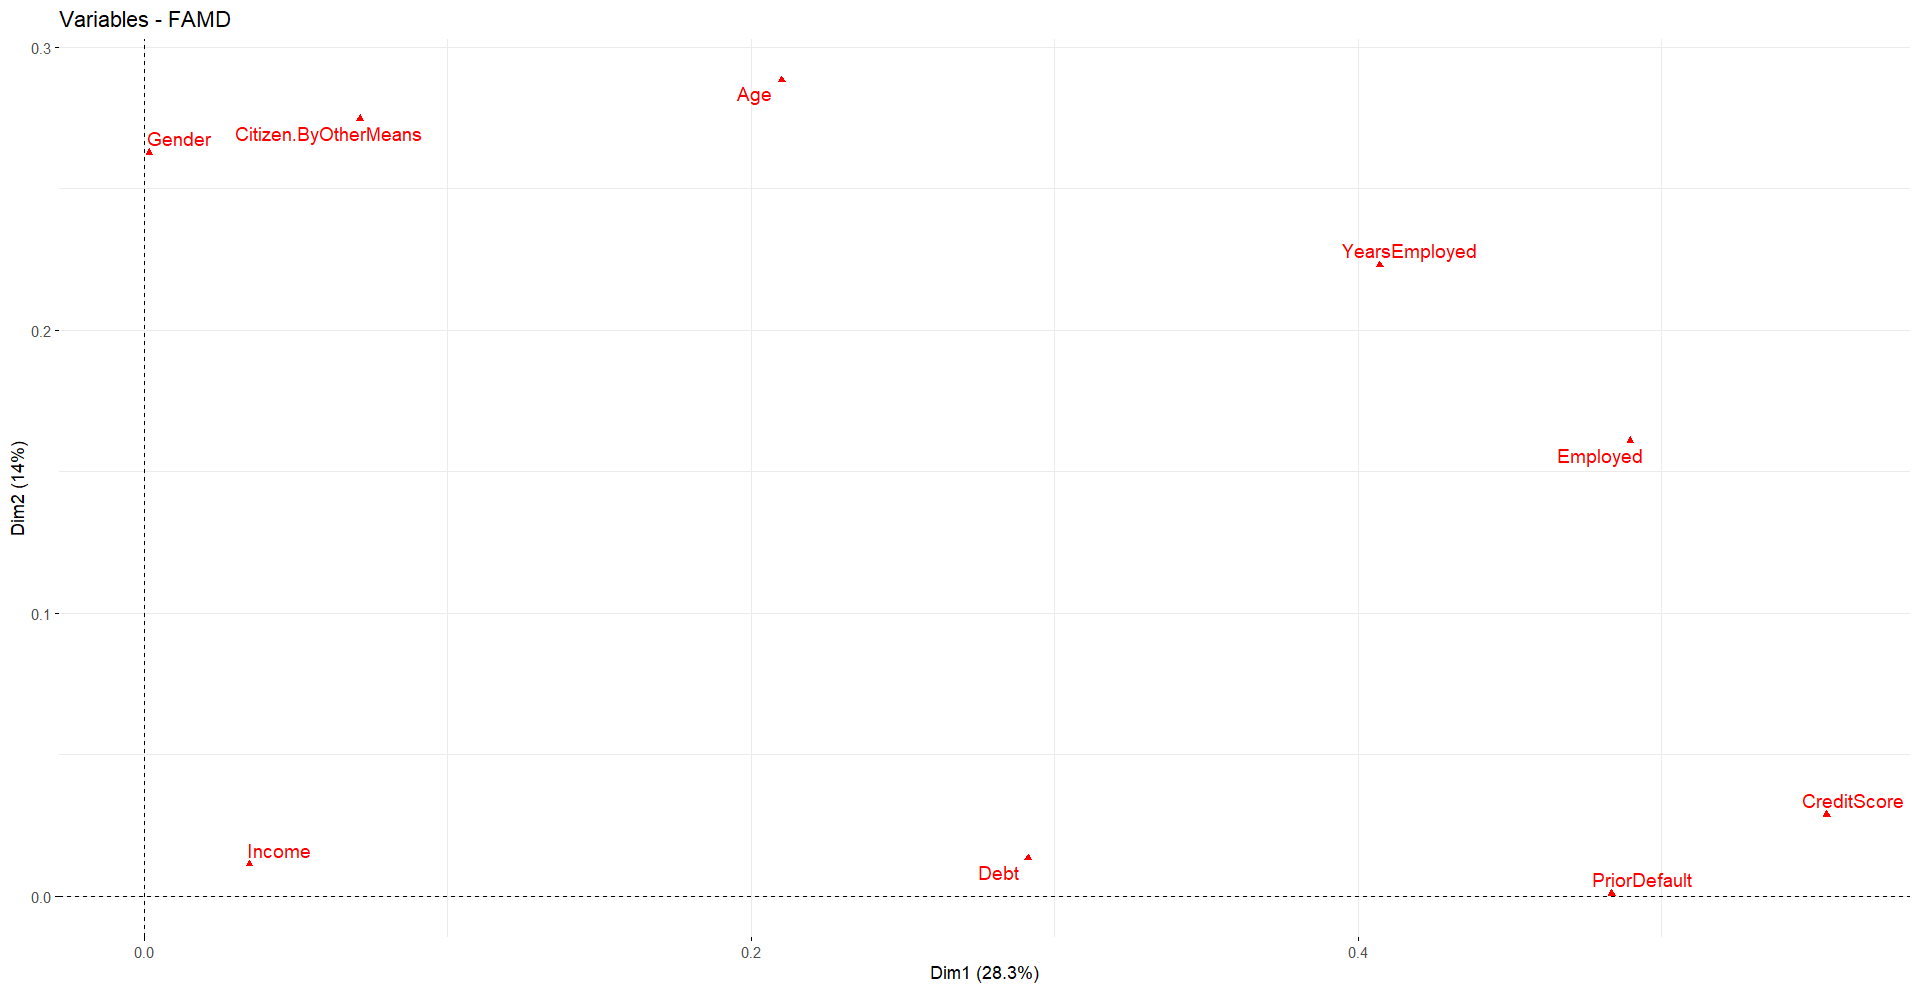 Variables - FAMD
0.3
Age
Citizen.ByOtherMeans
Gender
YearsEmployed
0.2
Employed
Dim2 (14%)
0.1
CreditScore
Income
Debt
PriorDefault
0.0
0.0
0.2
0.4
Dim1 (28.3%)